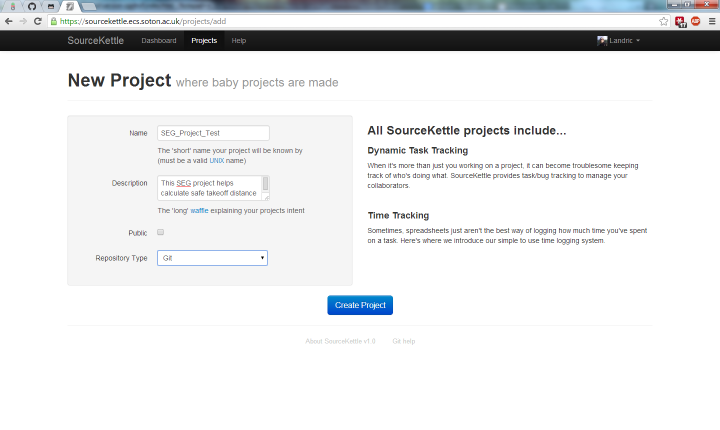 https://sourcekettle.ecs.soton.ac.uk/projects/add
SourceKettle Dashboard Projects Help Landric
New Project where baby projects are made
Name SEG_Project_Test
The 'short' name your project will be known by
(must be a valid UNIX name)
Description This SEG project helps
calculate safe takeoff distance
The 'long' waffle explaining your projects intent
Public
Repository Type Git
All SourceKettle projects include...
Dynamic Task Tracking
When it's more than just you working on a project, it can become troublesome keeping
track of who's doing what. SourceKettle provides task/bug tracking to manage your
collaborators.
Time Tracking
Sometimes, spreadsheets just aren't the best way of logging how much time you've spent
on a task. Here's where we introduce our simple to use time logging system.
Create Project
About SourceKettle v1.0 Git help